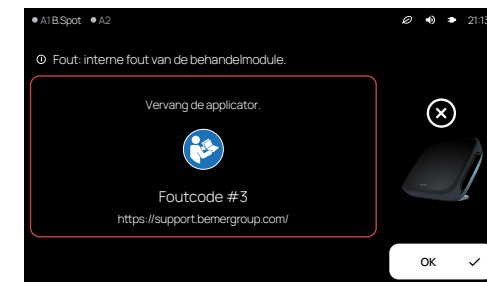 A1 B.Spot A2 21:13
Fout: interne fout van de behandelmodule.
Vervang de applicator.
Foutcode #3
https://support.bemergroup.com/
OK